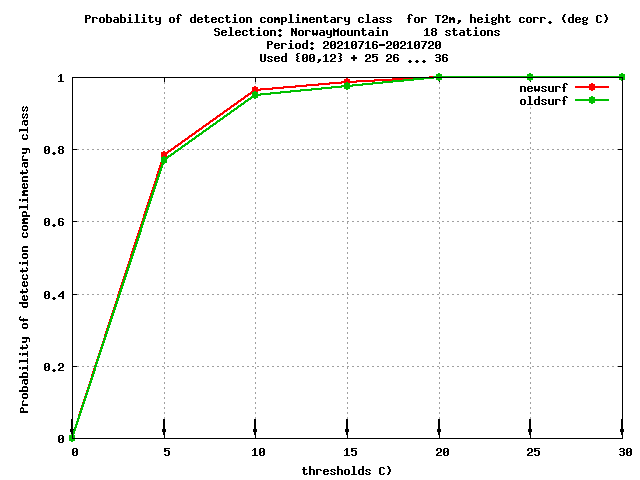 Probability of detection complimentary class  for T2m, height corr. (deg C)
Selection: NorwayMountain     18 stations
Period: 20210716-20210720
Used {00,12} + 25 26 ... 36
newsurf
oldsurf
Probability of detection complimentary class
1
0.8
0.6
0.4
0.2
0
0 5 10 15 20 25 30
thresholds C)